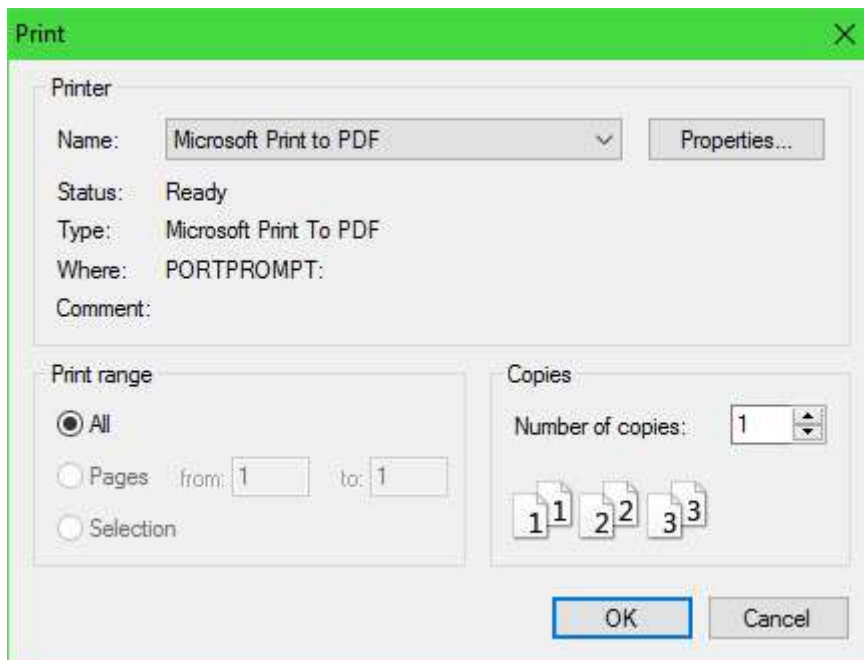 Print
Printer
Name: Microsoft Print to PDF Properties...
Status: Ready
Type: Microsoft Print To PDF
Where: PORTPROMPT:
Comment:
Print range
All
Pages from: 1 to: 1
Selection
Copies
Number of copies: 1
1 1 2 2 3 3
OK Cancel